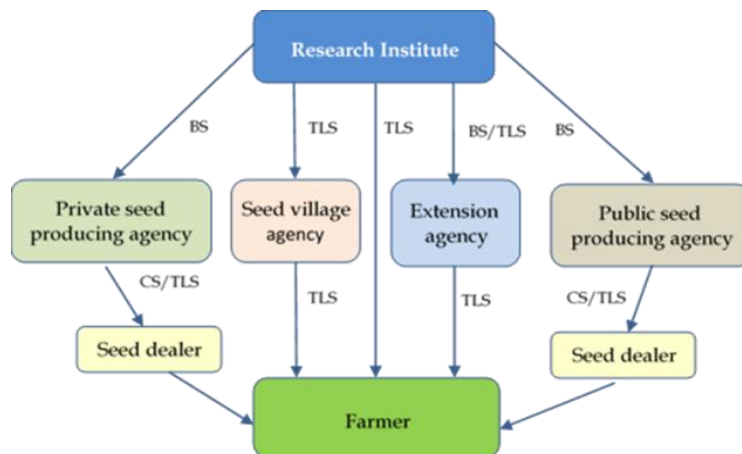 Research Institute
BS
TLS
TLS
BS/TLS
BS
Private seed
producing agency
Seed village
agency
Extension
agency
Public seed
producing agency
CS/TLS
TLS
TLS
CS/TLS
Seed dealer
Seed dealer
Farmer